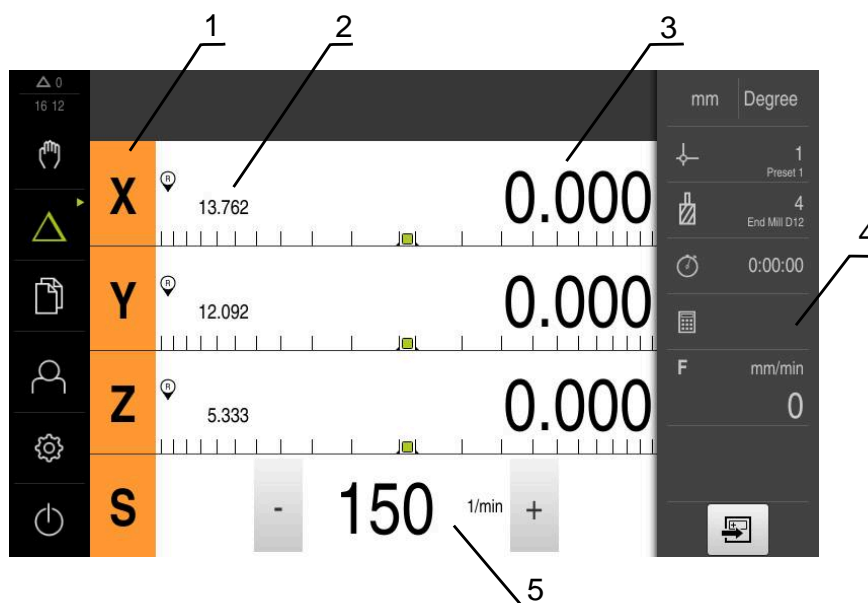 1 2 3
0
16 12
mm Degree
X R 13.762 0.000
1
Preset 1
4
End Mill D12
4
Y R 12.092 0.000
0:00:00
Z R 5.333 0.000
F mm/min
0
S - 150 1/min +
5